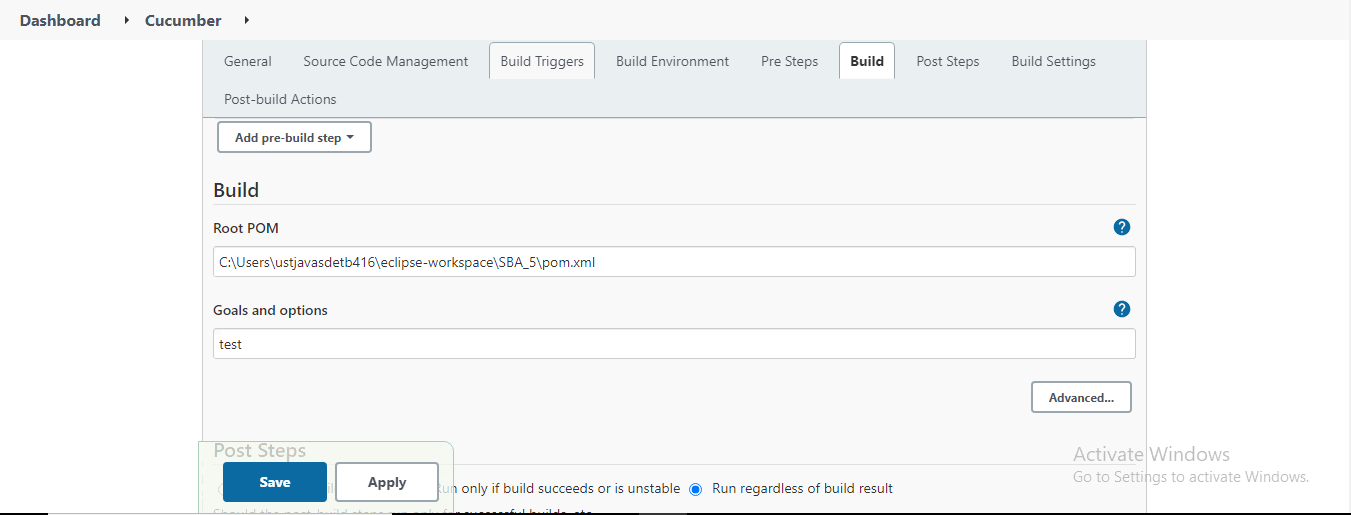 Dashboard Cucumber
General Source Code Management Build Triggers Build Environment Pre Steps Build Post Steps Build Settings
Post-build Actions
Add pre-build step
Build
Root POM
C:\Users\ustjavasdetb416\eclipse-workspace\SBA_5\pom.xml
Goals and options
test
Advanced...
Post Steps
Save Apply only if build succeeds or is unstable Run regardless of build result
Activate Windows
Go to Settings to activate Windows.